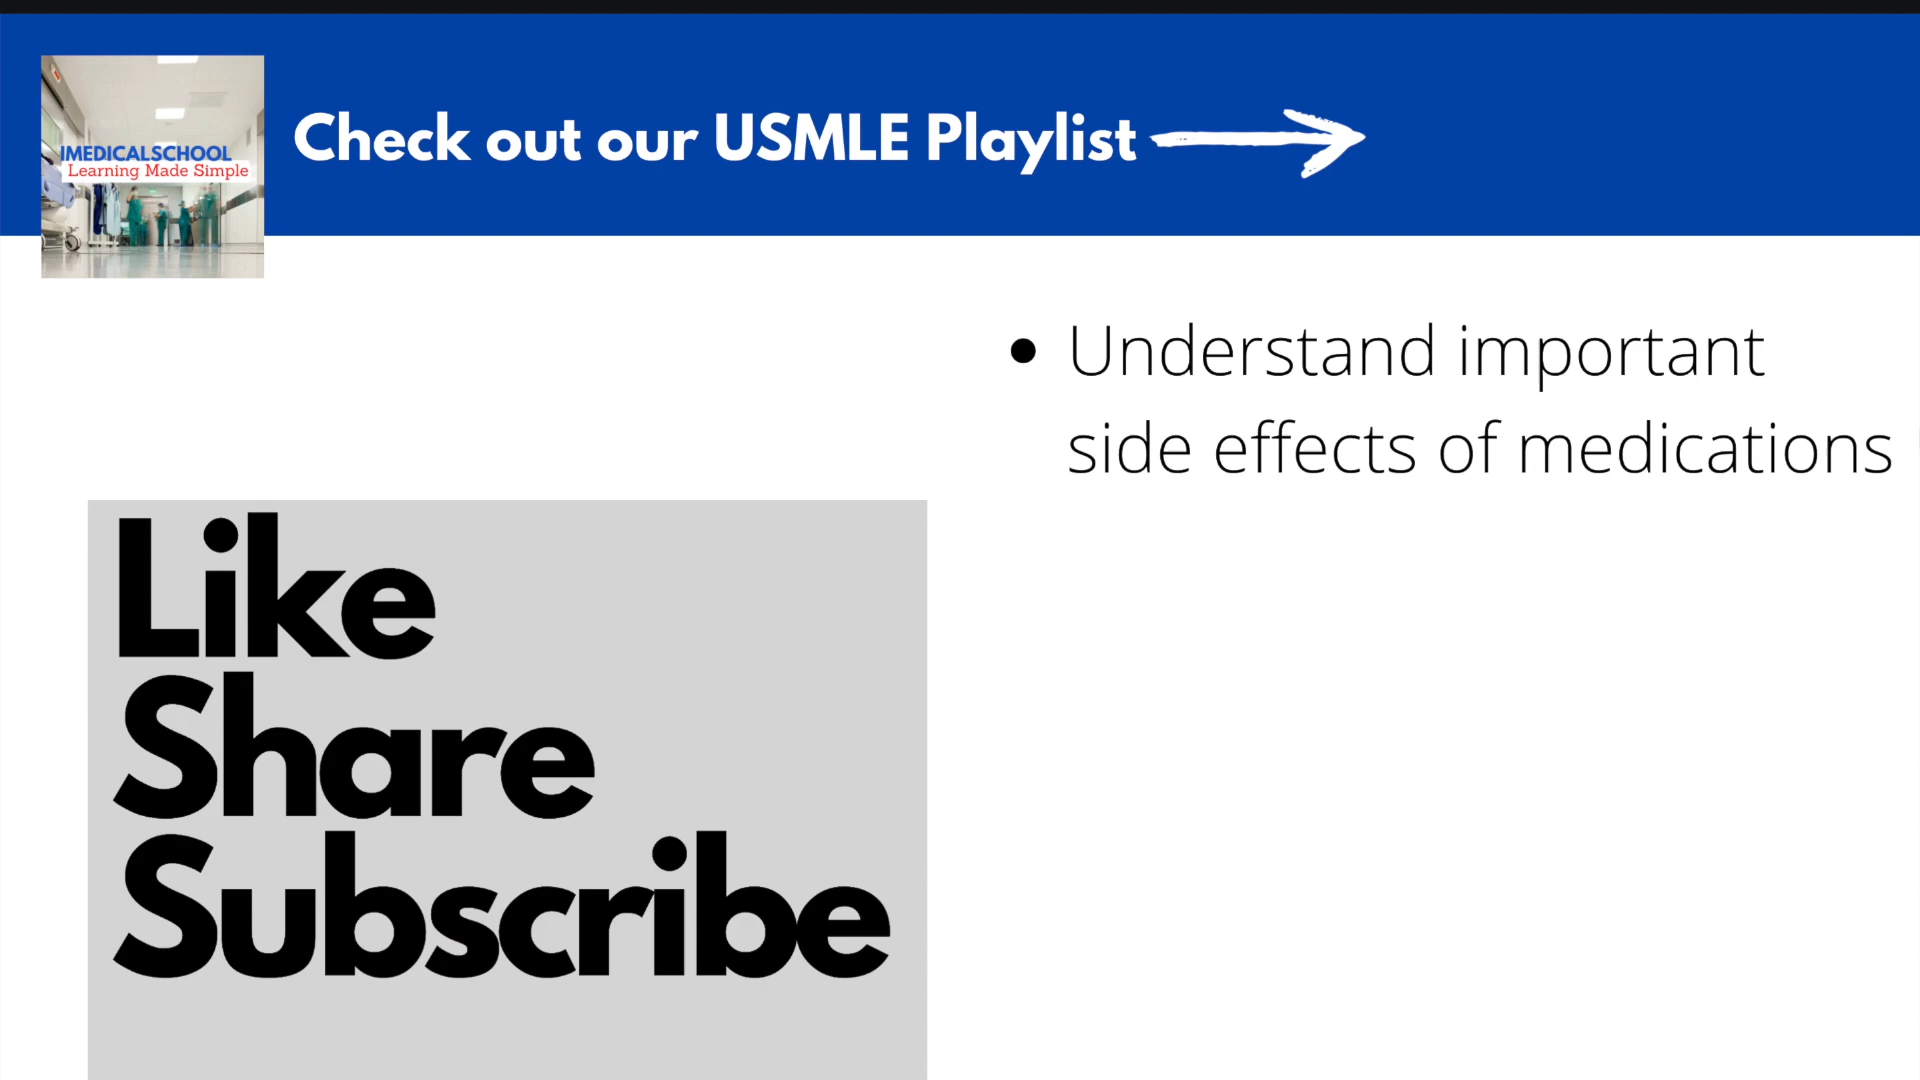 IMEDICALSCHOOL
Learning Made Simple
Check out our USMLE Playlist
• Understand important
side effects of medications
Like
Share
Subscribe